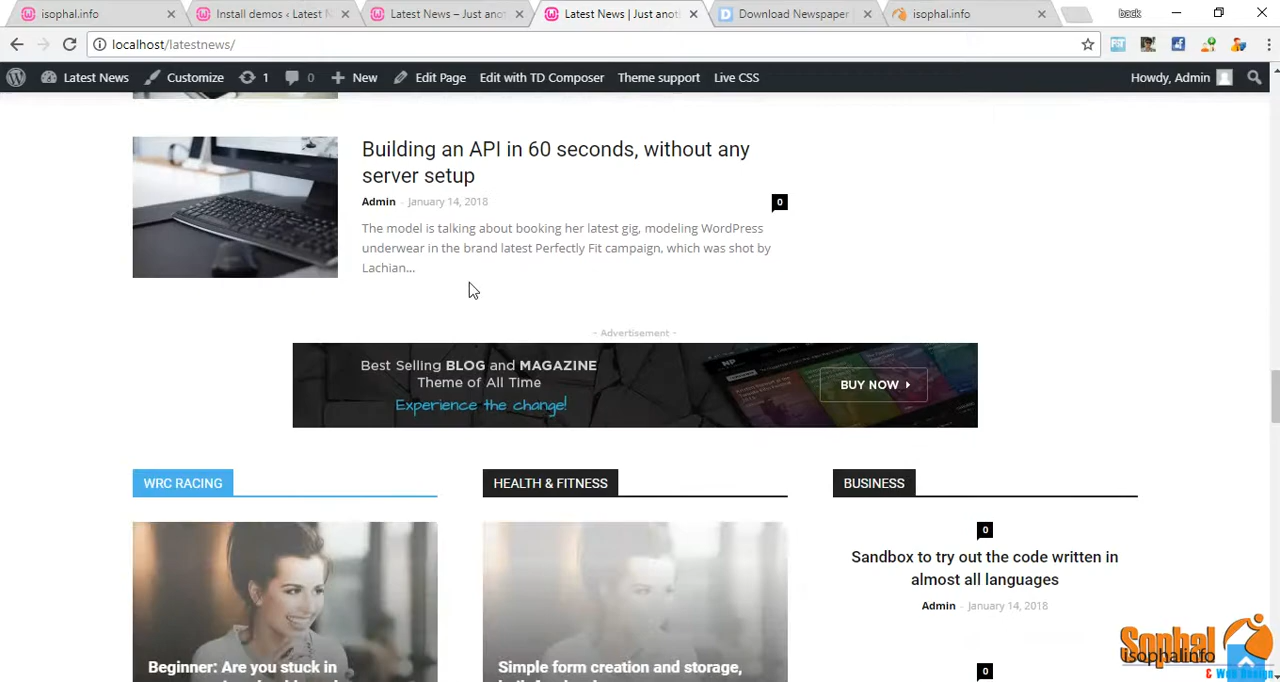 isophal.info
Install demos ‹ Latest N
Latest News – Just anot
Latest News | Just anot
Download Newspaper |
isophal.info
back
localhost/latestnews/
Latest News
Customize
1
0
New
Edit Page
Edit with TD Composer
Theme support
Live CSS
Howdy, Admin
Building an API in 60 seconds, without any
server setup
Admin - January 14, 2018
0
The model is talking about booking her latest gig, modeling WordPress
underwear in the brand latest Perfectly Fit campaign, which was shot by
Lachian...
- Advertisement -
Best Selling BLOG and MAGAZINE
Theme of All Time
Experience the change!
BUY NOW
WRC RACING
HEALTH & FITNESS
BUSINESS
0
Sandbox to try out the code written in
almost all languages
Admin - January 14, 2018
0
Beginner: Are you stuck in
Simple form creation and storage,
Sophal
isophalinfo
& Web Design